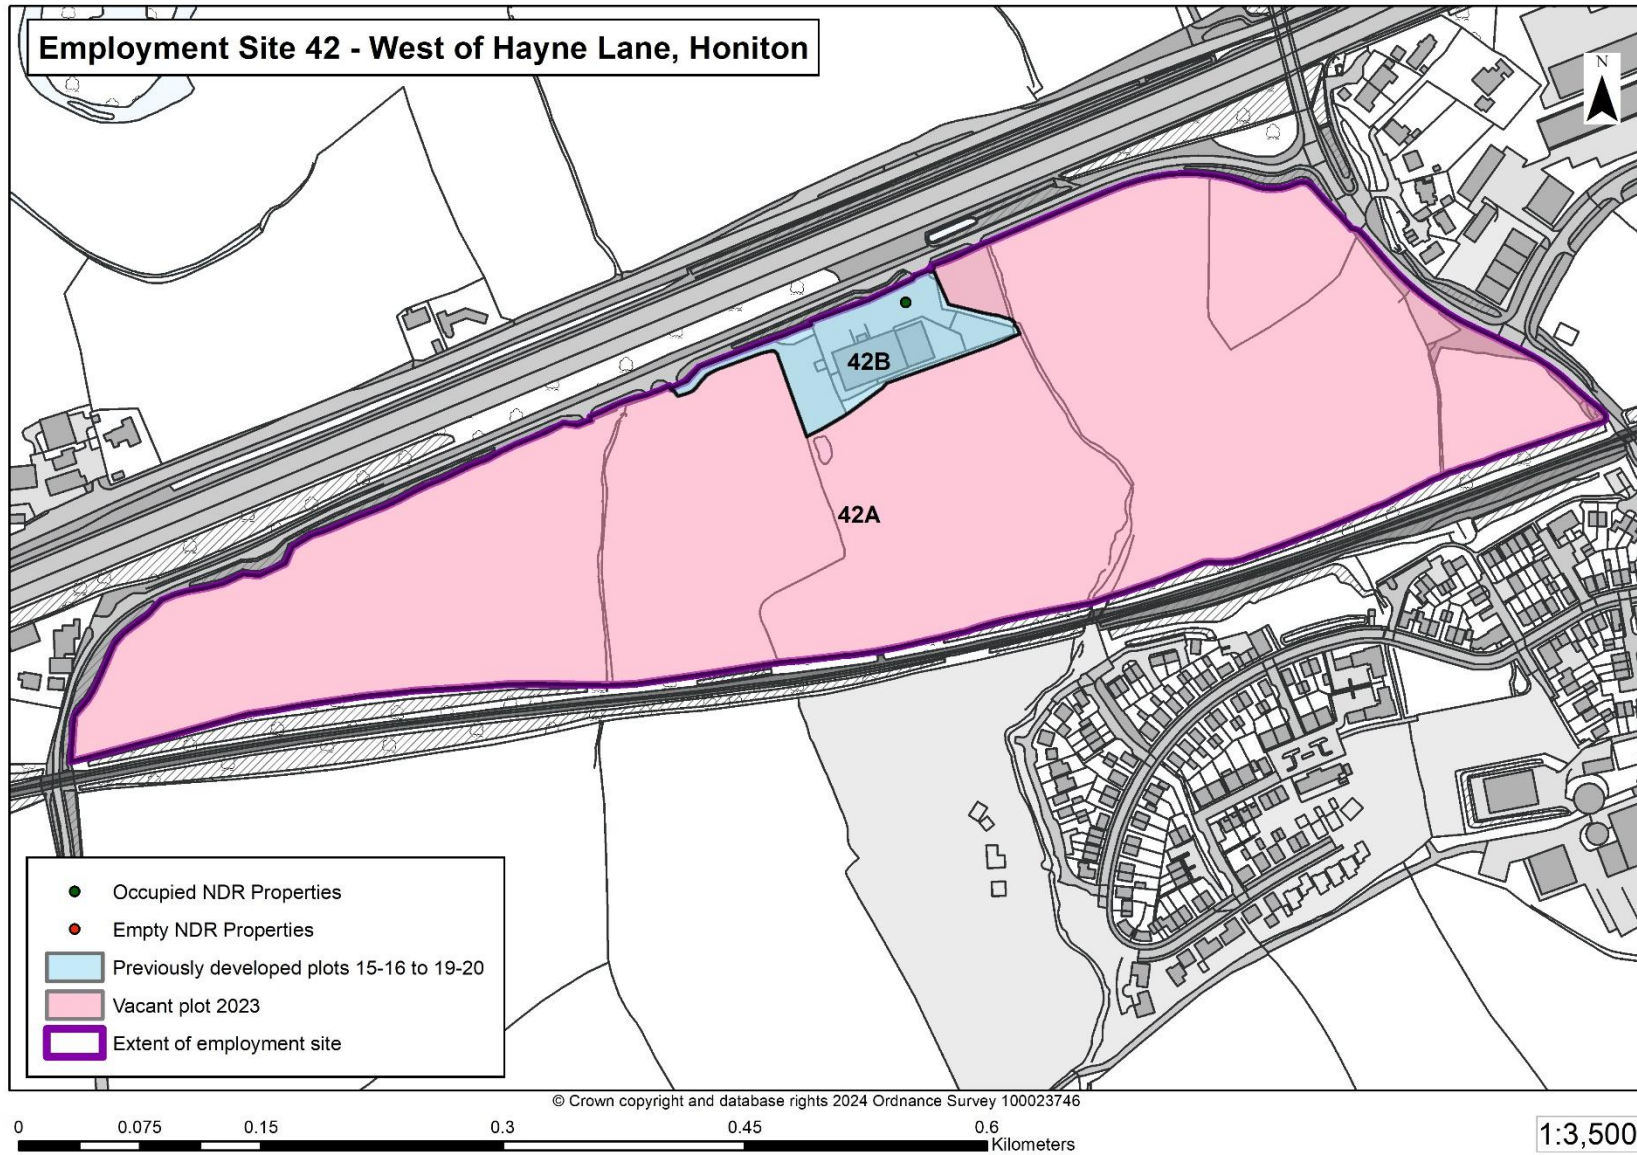 Employment Site 42 - West of Hayne Lane, Honiton
N
42B
42A
Occupied NDR Properties
Empty NDR Properties
Previously developed plots 15-16 to 19-20
Vacant plot 2023
Extent of employment site
© Crown copyright and database rights 2024 Ordnance Survey 100023746
0 0.075 0.15 0.3 0.45 0.6
Kilometers
1:3,500